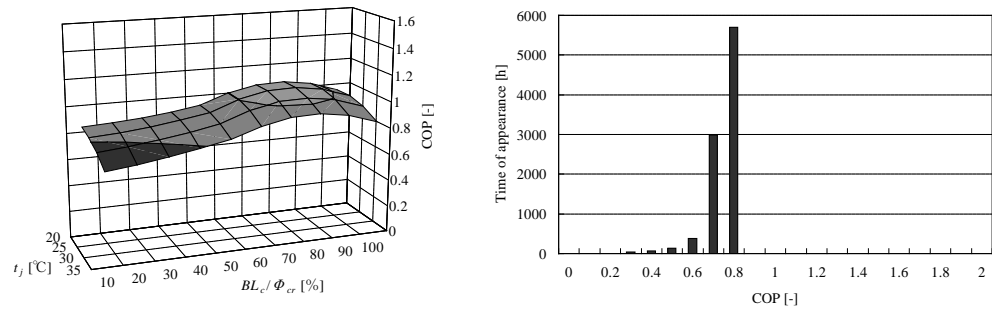 1.6
1.4
1.2
1
0.8
0.6
0.4
0.2
0
COP [-]
20
25
30
35
t_j [℃]
10 20 30 40 50 60 70 80 90 100
BL_c/Φ_cr [%]
6000
5000
4000
3000
2000
1000
0
Time of appearance [h]
0 0.2 0.4 0.6 0.8 1 1.2 1.4 1.6 1.8 2
COP [-]